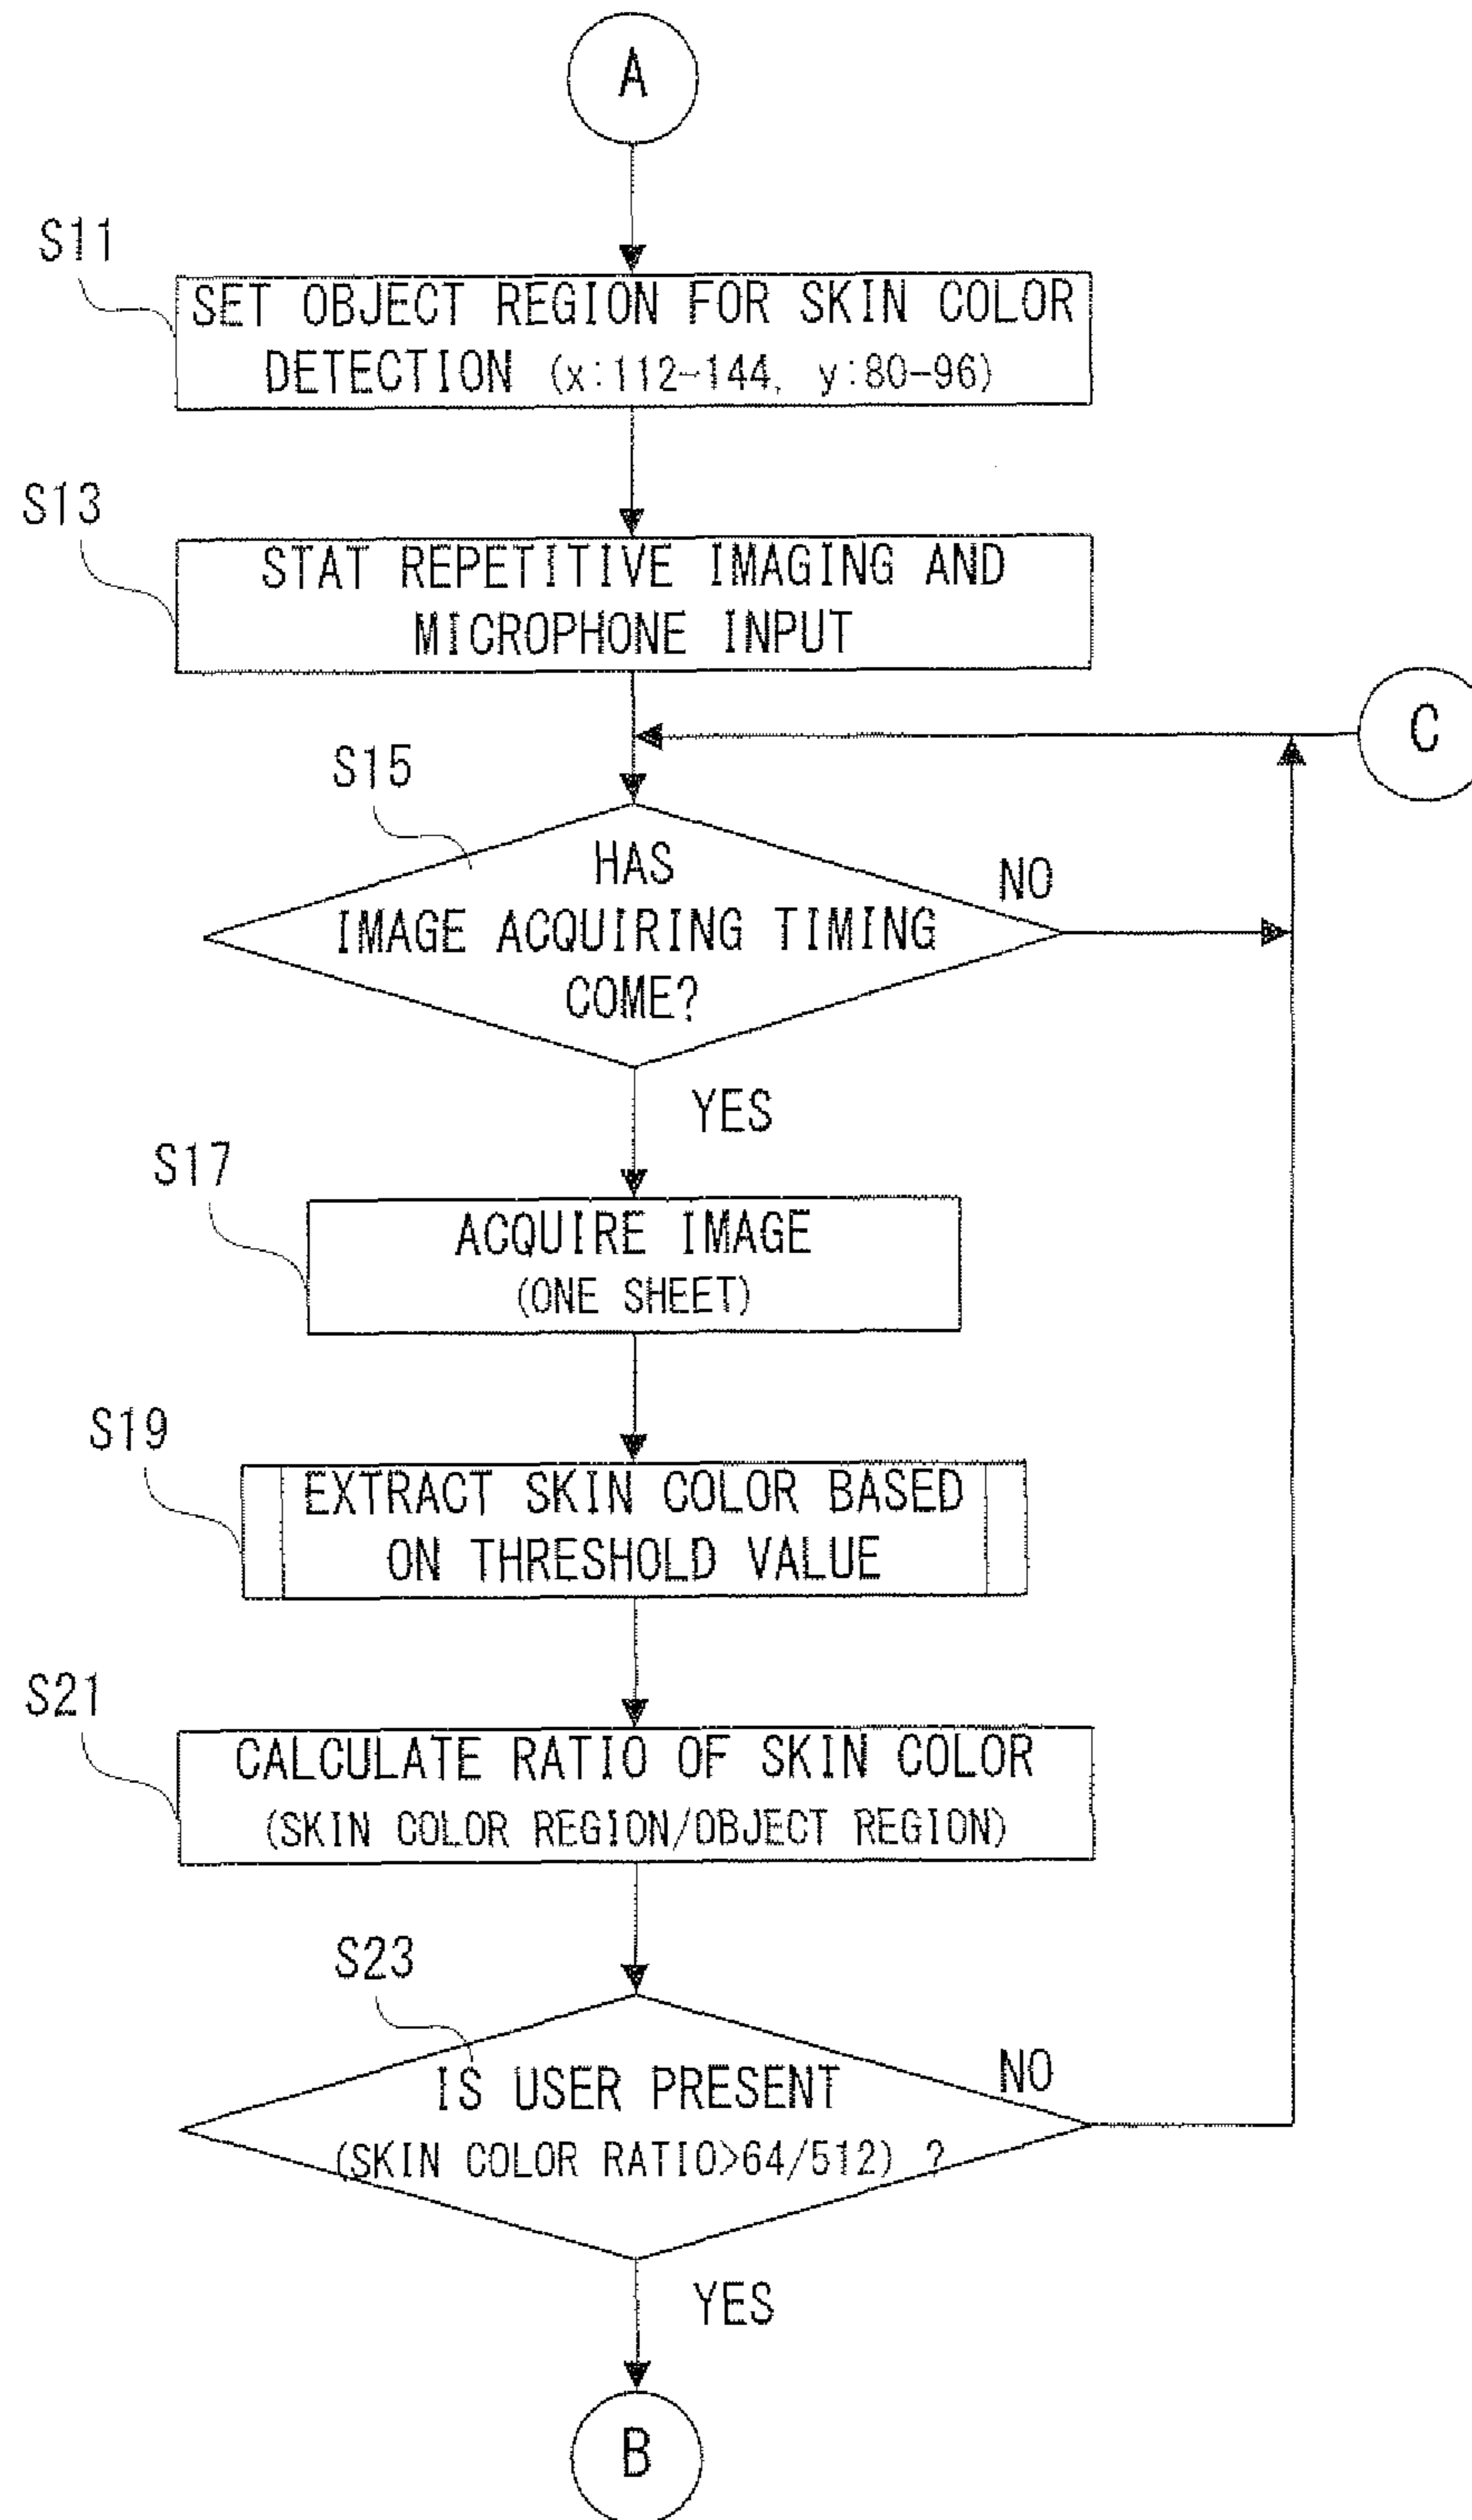 A
S11
SET OBJECT REGION FOR SKIN COLOR
DETECTION (x:112-144, y:80-96)
S13
STAT REPETITIVE IMAGING AND
MICROPHONE INPUT
C
S15
HAS
IMAGE ACQUIRING TIMING
COME?
NO
YES
S17
ACQUIRE IMAGE
(ONE SHEET)
S19
EXTRACT SKIN COLOR BASED
ON THRESHOLD VALUE
S21
CALCULATE RATIO OF SKIN COLOR
(SKIN COLOR REGION/OBJECT REGION)
S23
IS USER PRESENT
(SKIN COLOR RATIO>64/512) ?
NO
YES
B